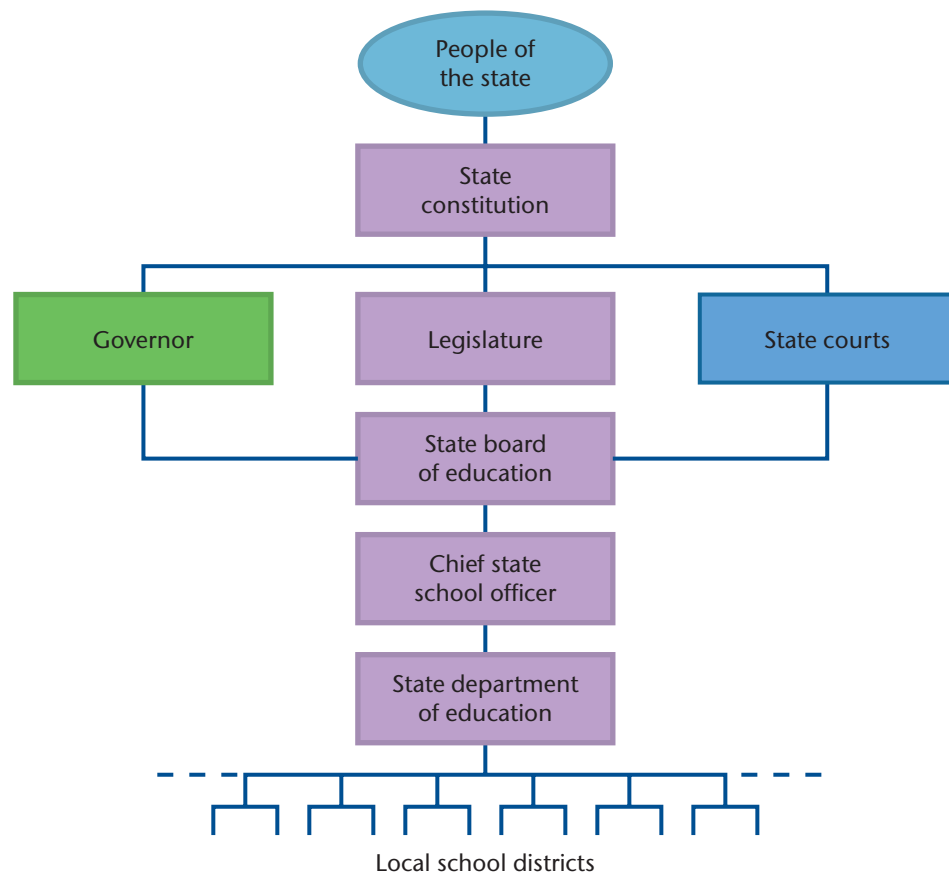 People of
the state
State
constitution
Governor
Legislature
State courts
State board
of education
Chief state
school officer
State department
of education
Local school districts